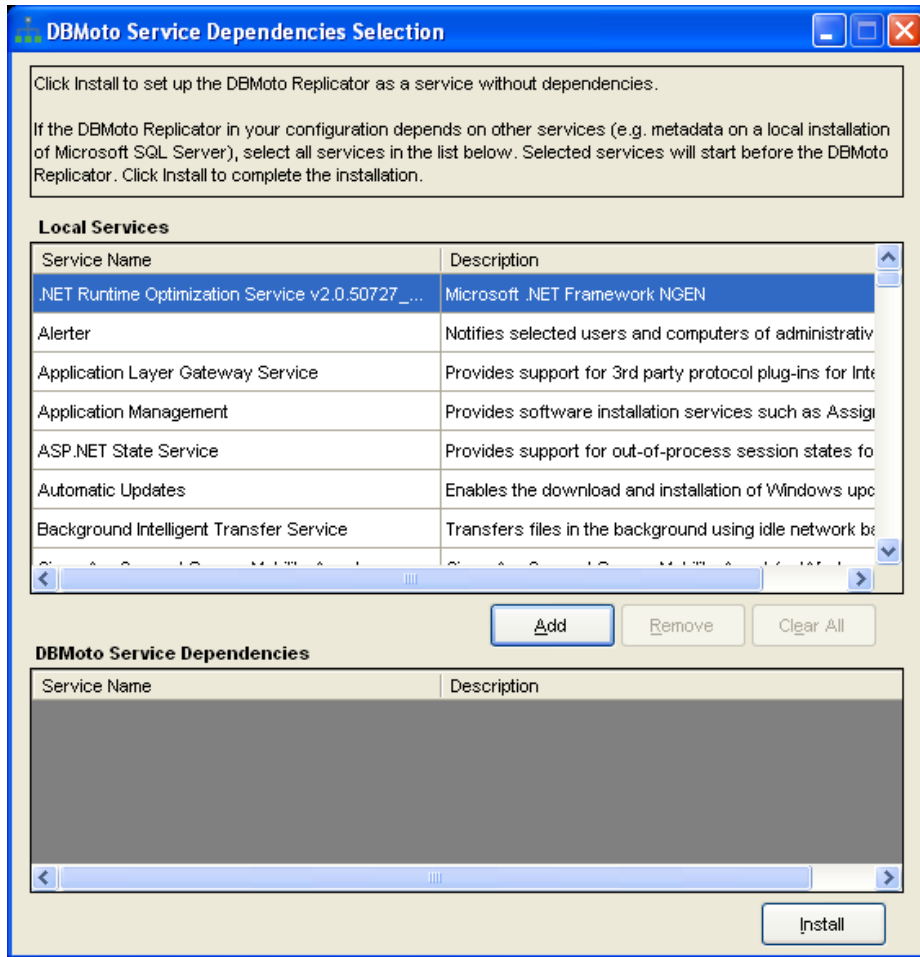 DBMoto Service Dependencies Selection
Click Install to set up the DBMoto Replicator as a service without dependencies.
If the DBMoto Replicator in your configuration depends on other services (e.g. metadata on a local installation
of Microsoft SQL Server), select all services in the list below. Selected services will start before the DBMoto
Replicator. Click Install to complete the installation.
Local Services
Service Name Description
.NET Runtime Optimization Service v2.0.50727_... Microsoft .NET Framework NGEN
Alerter Notifies selected users and computers of administrativ
Application Layer Gateway Service Provides support for 3rd party protocol plug-ins for Inte
Application Management Provides software installation services such as Assig
ASP.NET State Service Provides support for out-of-process session states fo
Automatic Updates Enables the download and installation of Windows upd
Background Intelligent Transfer Service Transfers files in the background using idle network ba
Add Remove Clear All
DBMoto Service Dependencies
Service Name Description
Install